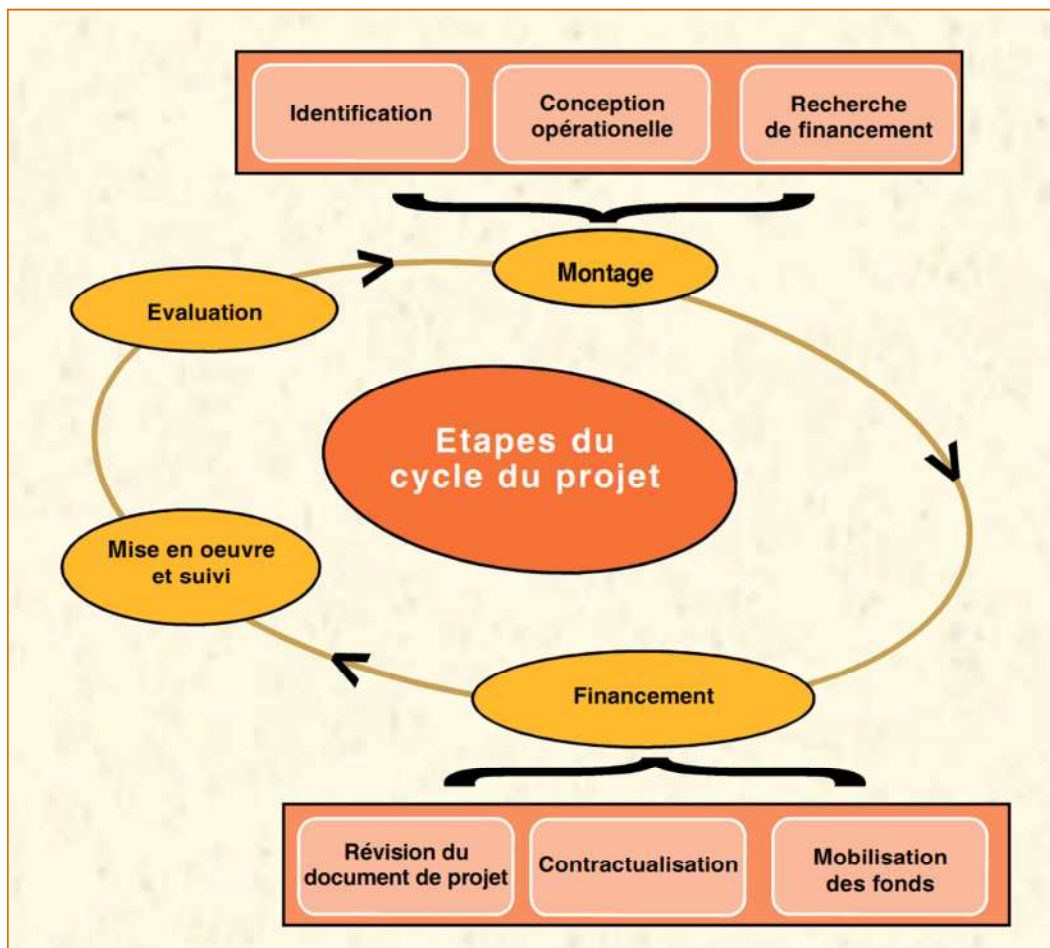 Identification
Conception
opérationelle
Recherche
de financement
Montage
Evaluation
Etapes du
cycle du projet
Mise en oeuvre
et suivi
Financement
Révision du
document de projet
Contractualisation
Mobilisation
des fonds